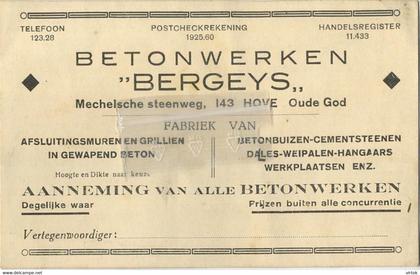 TELEFOON
123.28
POSTCHECKREKENING
1925.60
HANDELSREGISTER
11.433
BETONWERKEN
"BERGEYS"
Mechelsche steenweg, 143 HOVE Oude God
FABRIEK VAN
AFSLUITINGSMUREN EN GRILLIEN
IN GEWAPEND BETON
Hoogte en Dikte naar keuze
BETONBUIZEN-CEMENTSTEENEN
DALES-WEIPALEN-HANGAARS
WERKPLAATSEN ENZ.
AANNEMING VAN ALLE BETONWERKEN
Degelijke waar
Prijzen buiten alle concurrentie
Vertegenwoordiger :